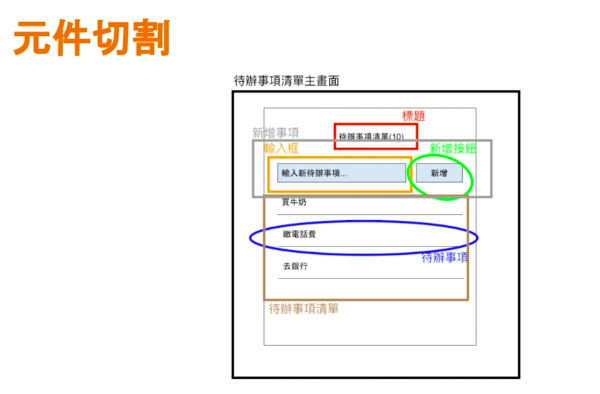 元件切割
待辦事項清單主畫面
標題
待辦事項清單(10)
新增事項
輸入框
新增按鈕
輸入新待辦事項...
新增
買牛奶
繳電話費
待辦事項
去銀行
待辦事項清單